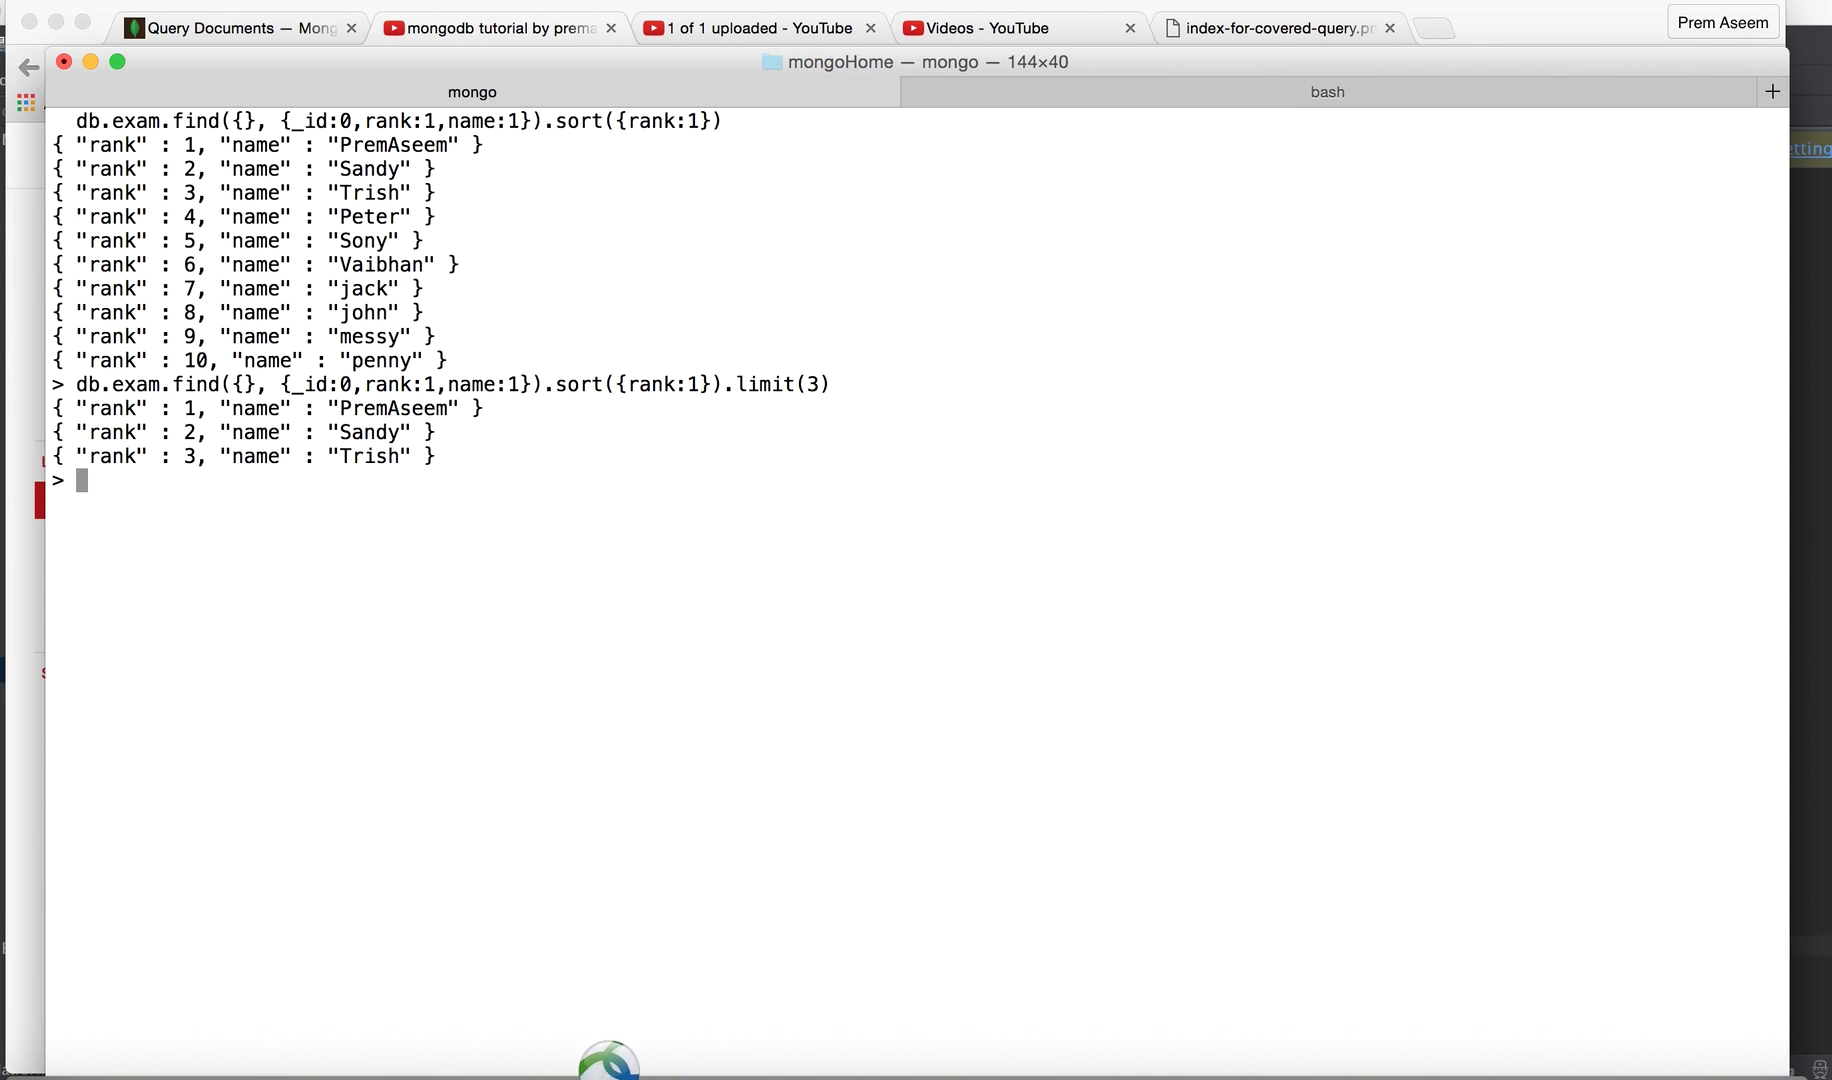 Query Documents — Mong
mongodb tutorial by prema
1 of 1 uploaded - YouTube
Videos - YouTube
index-for-covered-query.pr
Prem Aseem
mongoHome — mongo — 144×40
mongo
bash
db.exam.find({}, {_id:0,rank:1,name:1}).sort({rank:1})
{ "rank" : 1, "name" : "PremAseem" }
{ "rank" : 2, "name" : "Sandy" }
{ "rank" : 3, "name" : "Trish" }
{ "rank" : 4, "name" : "Peter" }
{ "rank" : 5, "name" : "Sony" }
{ "rank" : 6, "name" : "Vaibhan" }
{ "rank" : 7, "name" : "jack" }
{ "rank" : 8, "name" : "john" }
{ "rank" : 9, "name" : "messy" }
{ "rank" : 10, "name" : "penny" }
> db.exam.find({}, {_id:0,rank:1,name:1}).sort({rank:1}).limit(3)
{ "rank" : 1, "name" : "PremAseem" }
{ "rank" : 2, "name" : "Sandy" }
{ "rank" : 3, "name" : "Trish" }
>
etting